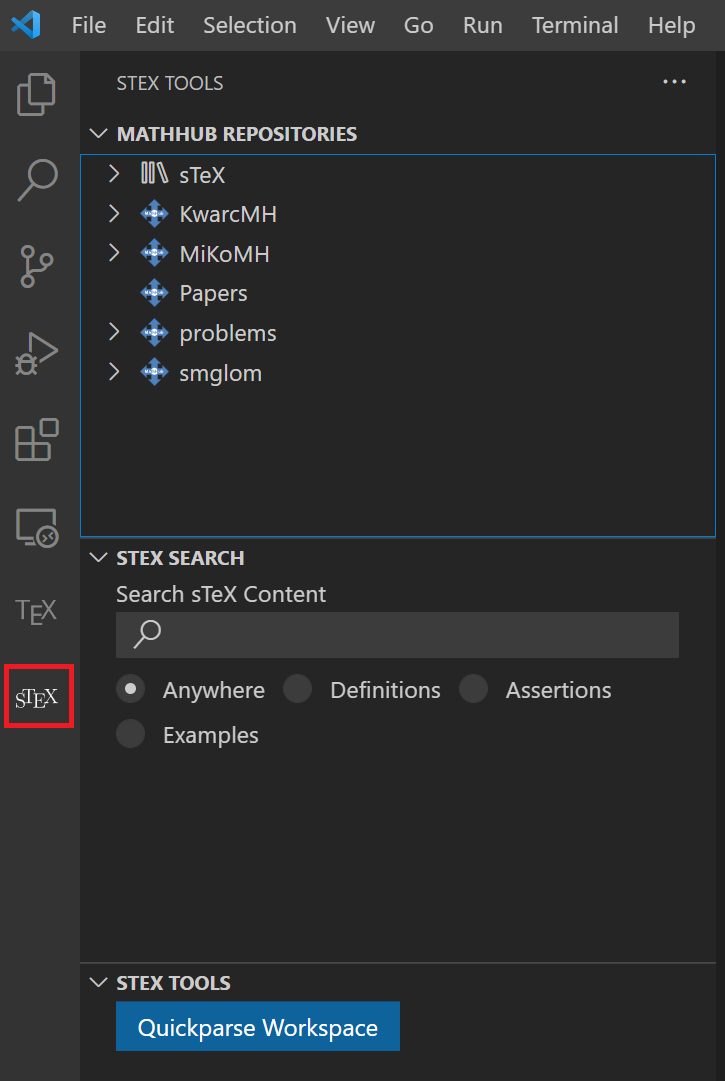 File Edit Selection View Go Run Terminal Help
STEX TOOLS
MATHHUB REPOSITORIES
sTeX
KwarcMH
MiKoMH
Papers
problems
smglom
STEX SEARCH
Search sTeX Content
Anywhere Definitions Assertions
Examples
STEX TOOLS
Quickparse Workspace
TEX
sTEX